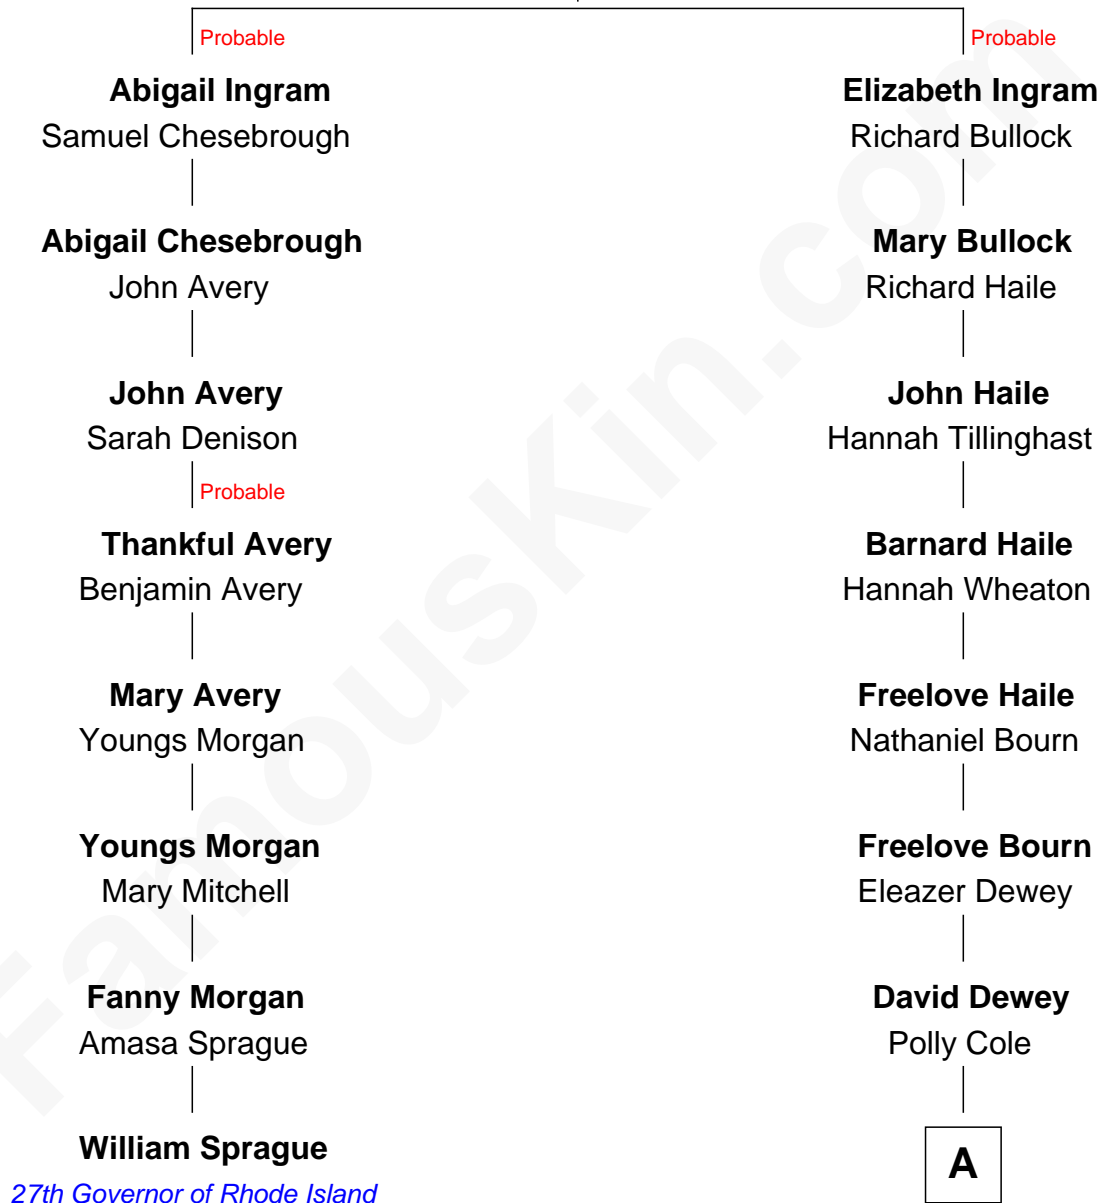 Probable
Probable
Abigail Ingram
Elizabeth Ingram
Samuel Chesebrough
Richard Bullock
Abigail Chesebrough
Mary Bullock
John Avery
Richard Haile
John Avery
John Haile
Sarah Denison
Hannah Tillinghast
Probable
Thankful Avery
Barnard Haile
Benjamin Avery
Hannah Wheaton
Mary Avery
Freelove Haile
Youngs Morgan
Nathaniel Bourn
Youngs Morgan
Freelove Bourn
Mary Mitchell
Eleazer Dewey
Fanny Morgan
David Dewey
Amasa Sprague
Polly Cole
William Sprague
A
27th Governor of Rhode Island
FamousKin.com